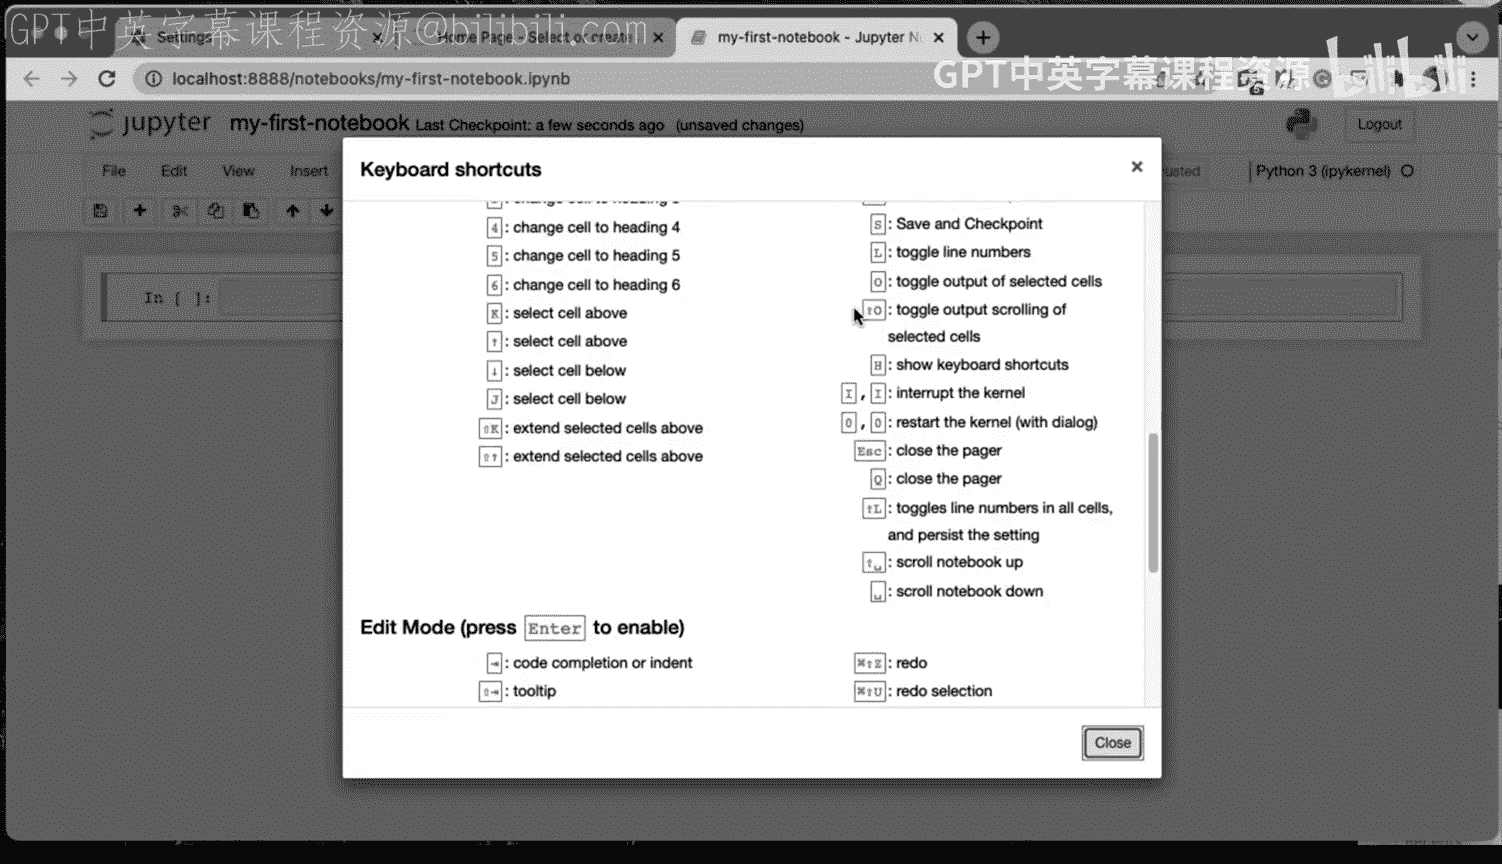 GPT中英字幕课程资源@bilibili.com
Settings
Home Page - Select or create
my-first-notebook - Jupyter N
localhost:8888/notebooks/my-first-notebook.ipynb
GPT中英字幕课程资源 bilibili
jupyter my-first-notebook Last Checkpoint: a few seconds ago (unsaved changes)
Logout
File Edit View Insert
Python 3 (ipykernel)
In [ ]:
Keyboard shortcuts
4 : change cell to heading 4
5 : change cell to heading 5
6 : change cell to heading 6
K : select cell above
↑ : select cell above
↓ : select cell below
J : select cell below
⇧K : extend selected cells above
⇧↑ : extend selected cells above
S : Save and Checkpoint
L : toggle line numbers
O : toggle output of selected cells
⇧O : toggle output scrolling of
selected cells
H : show keyboard shortcuts
I , I : interrupt the kernel
0 , 0 : restart the kernel (with dialog)
Esc : close the pager
Q : close the pager
⇧L : toggles line numbers in all cells,
and persist the setting
⇧␣ : scroll notebook up
␣ : scroll notebook down
Edit Mode (press Enter to enable)
⇥ : code completion or indent
⇧⇥ : tooltip
⌘⇧Z : redo
⌘⇧U : redo selection
Close